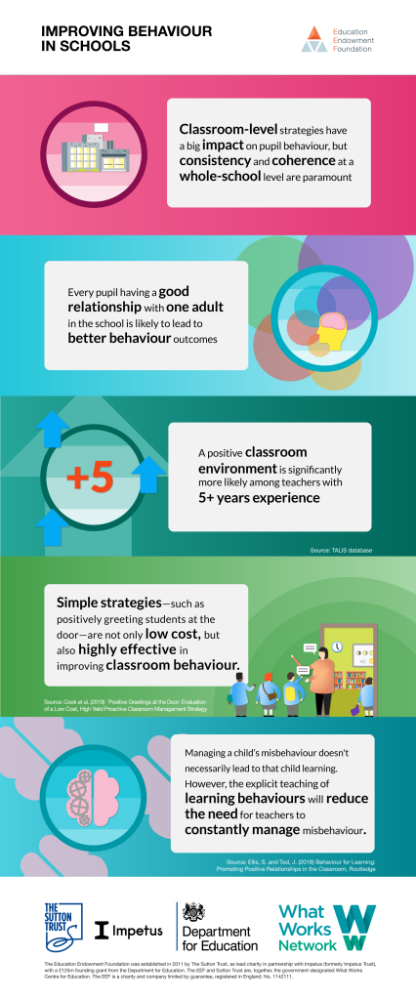 IMPROVING BEHAVIOUR
IN SCHOOLS
Education
Endowment
Foundation
Classroom-level strategies have
a big impact on pupil behaviour, but
consistency and coherence at a
whole-school level are paramount
Every pupil having a good
relationship with one adult
in the school is likely to lead to
better behaviour outcomes
+5
A positive classroom
environment is significantly
more likely among teachers with
5+ years experience
Source: TALIS database
Simple strategies—such as
positively greeting students at the
door—are not only low cost, but
also highly effective in
improving classroom behaviour.
Source: Cook et al. (2018) 'Positive Greetings at the Door: Evaluation
of a Low Cost, High Yield Proactive Classroom Management Strategy
Managing a child's misbehaviour doesn't
necessarily lead to that child learning.
However, the explicit teaching of
learning behaviours will reduce
the need for teachers to
constantly manage misbehaviour.
Source: Ellis, S. and Tod, J. (2018) Behaviour for Learning:
Promoting Positive Relationships in the Classroom, Routledge
THE
SUTTON
TRUST
Impetus
Department
for Education
What
Works
Network
The Education Endowment Foundation was established in 2011 by The Sutton Trust, as lead charity in partnership with Impetus (formerly Impetus Trust),
with a £125m founding grant from the Department for Education. The EEF and Sutton Trust are, together, the government-designated What Works
Centre for Education. The EEF is a charity and company limited by guarantee, registered in England: No. 1142111.